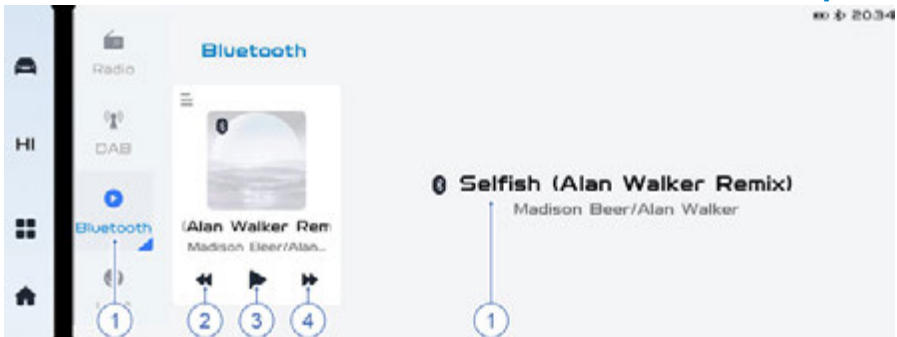 20:34
Radio
Bluetooth
DAB
HI
Selfish (Alan Walker Remix)
Madison Beer/Alan Walker
Bluetooth
(Alan Walker Rem
Madison Beer/Alan...
1
2
3
4
1